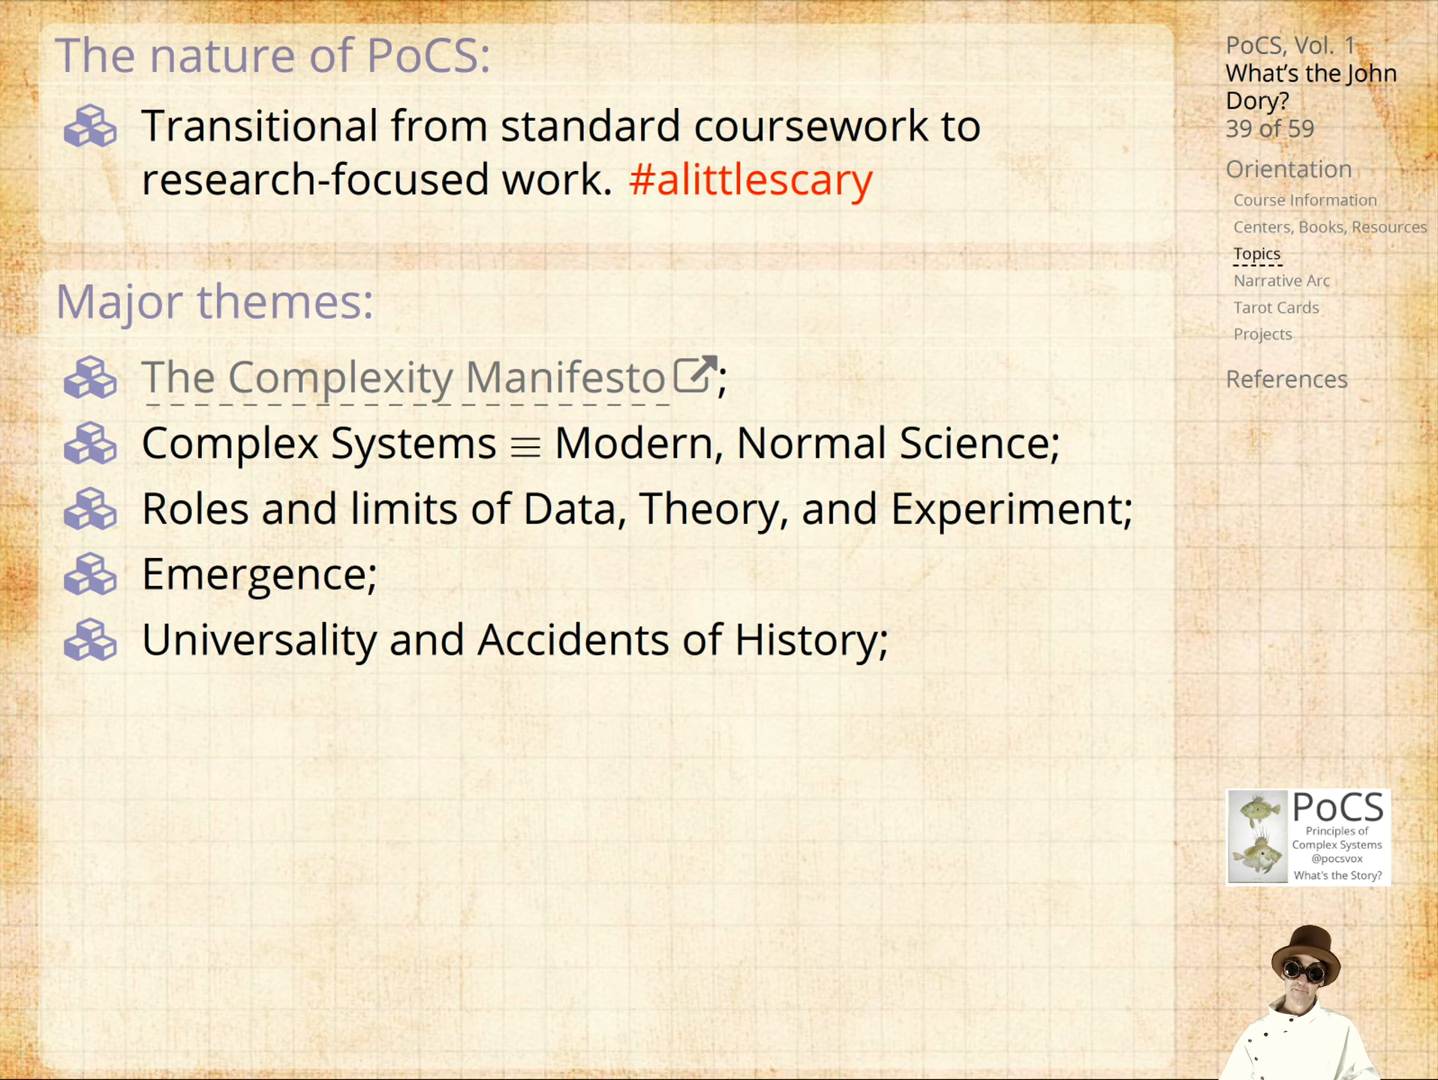 The nature of PoCS:
Transitional from standard coursework to
research-focused work. #alittlescary
Major themes:
The Complexity Manifesto;
Complex Systems ≡ Modern, Normal Science;
Roles and limits of Data, Theory, and Experiment;
Emergence;
Universality and Accidents of History;
PoCS, Vol. 1
What’s the John
Dory?
39 of 59
Orientation
Course Information
Centers, Books, Resources
Topics
Narrative Arc
Tarot Cards
Projects
References
PoCS
Principles of
Complex Systems
@pocsvox
What's the Story?